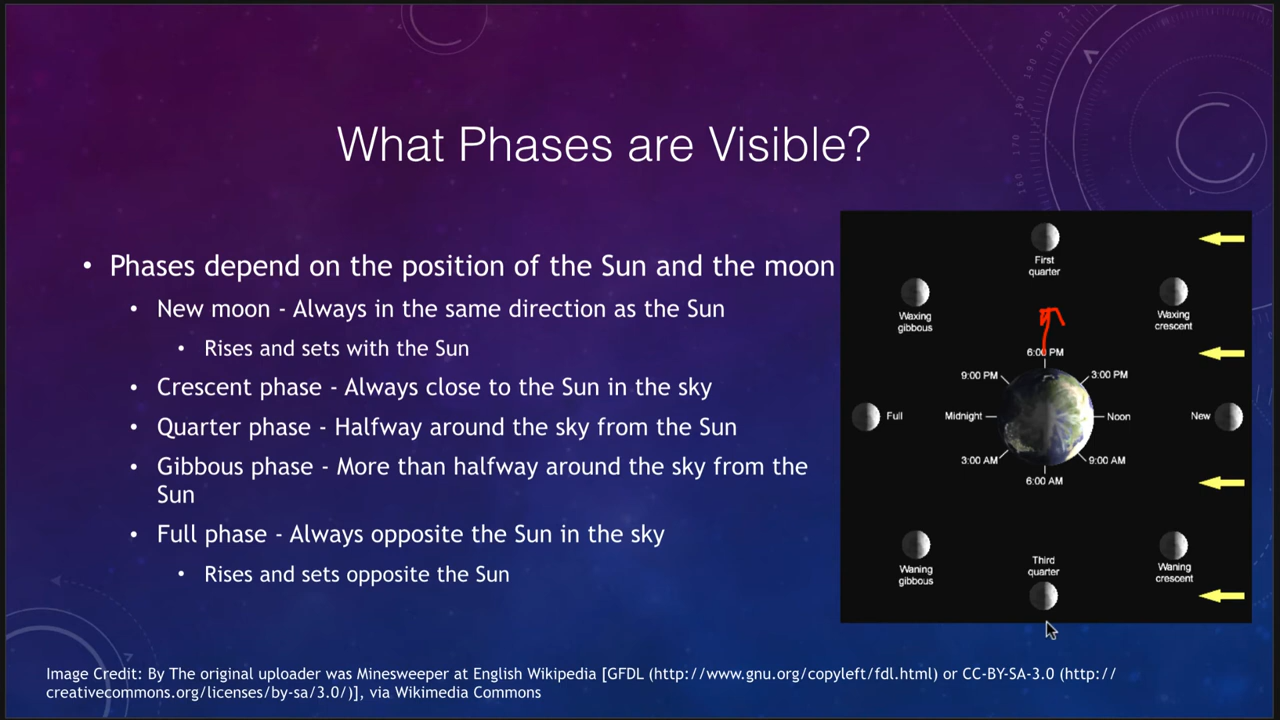 What Phases are Visible?
• Phases depend on the position of the Sun and the moon
• New moon - Always in the same direction as the Sun
• Rises and sets with the Sun
• Crescent phase - Always close to the Sun in the sky
• Quarter phase - Halfway around the sky from the Sun
• Gibbous phase - More than halfway around the sky from the
Sun
• Full phase - Always opposite the Sun in the sky
• Rises and sets opposite the Sun
First
quarter
Waxing
gibbous
Waxing
crescent
6:00 PM
9:00 PM
3:00 PM
Full
Midnight
Noon
New
3:00 AM
9:00 AM
6:00 AM
Waning
gibbous
Third
quarter
Waning
crescent
Image Credit: By The original uploader was Minesweeper at English Wikipedia [GFDL (http://www.gnu.org/copyleft/fdl.html) or CC-BY-SA-3.0 (http://
creativecommons.org/licenses/by-sa/3.0/)], via Wikimedia Commons
210
200
190
180
170
160